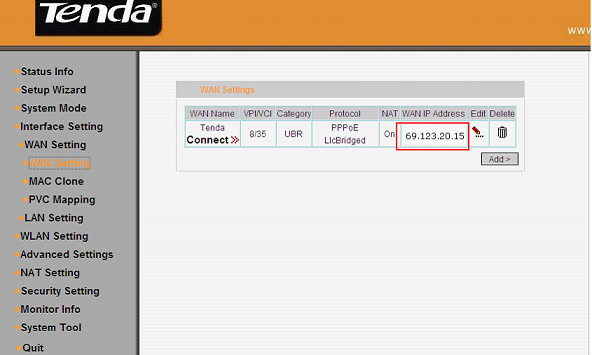 Tenda
www
Status Info
Setup Wizard
System Mode
Interface Setting
WAN Setting
WAN Setting
MAC Clone
PVC Mapping
LAN Setting
WLAN Setting
Advanced Settings
NAT Setting
Security Setting
Monitor Info
System Tool
Quit
WAN Settings
WAN Name VPI/VCI Category Protocol NAT WAN IP Address Edit Delete
Tenda
Connect >> 8/35 UBR PPPoE
LlcBridged On 69.123.20.15
Add >